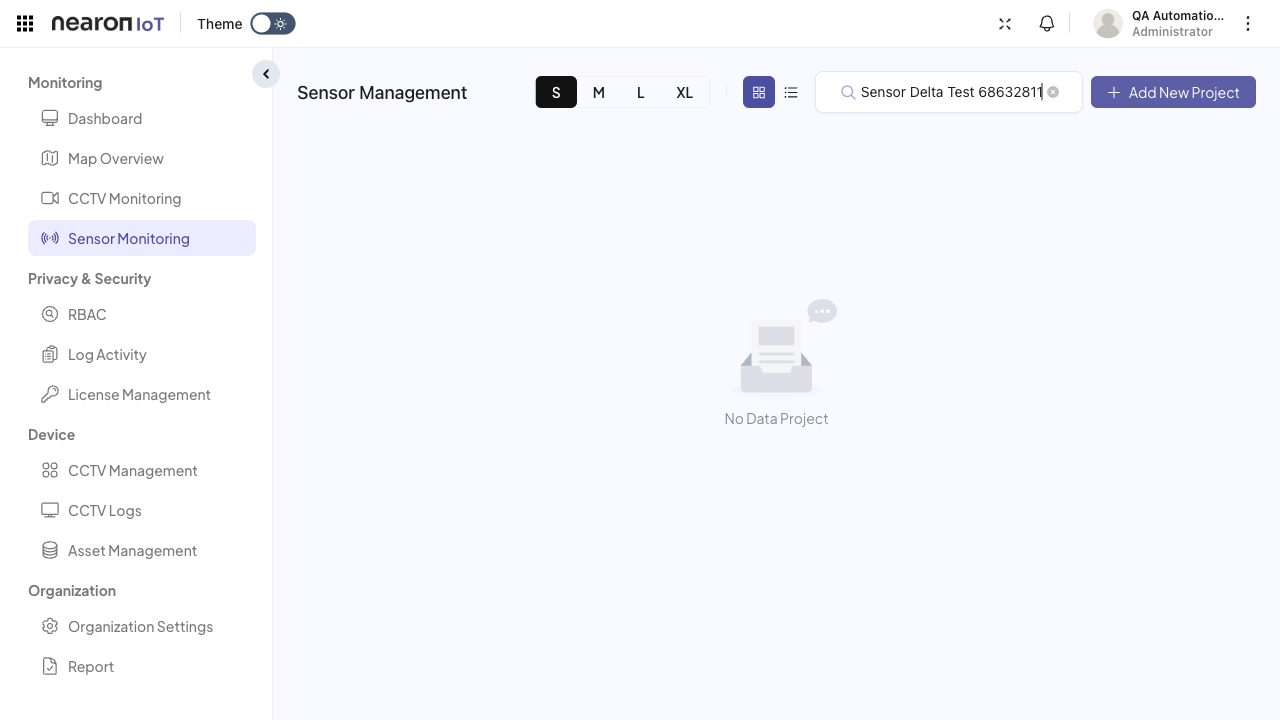 nearon IoT
Theme
QA Automatio...
Administrator
Monitoring
Dashboard
Map Overview
CCTV Monitoring
Sensor Monitoring
Privacy & Security
RBAC
Log Activity
License Management
Device
CCTV Management
CCTV Logs
Asset Management
Organization
Organization Settings
Report
Sensor Management
S M L XL
Sensor Delta Test 68632811
Add New Project
No Data Project